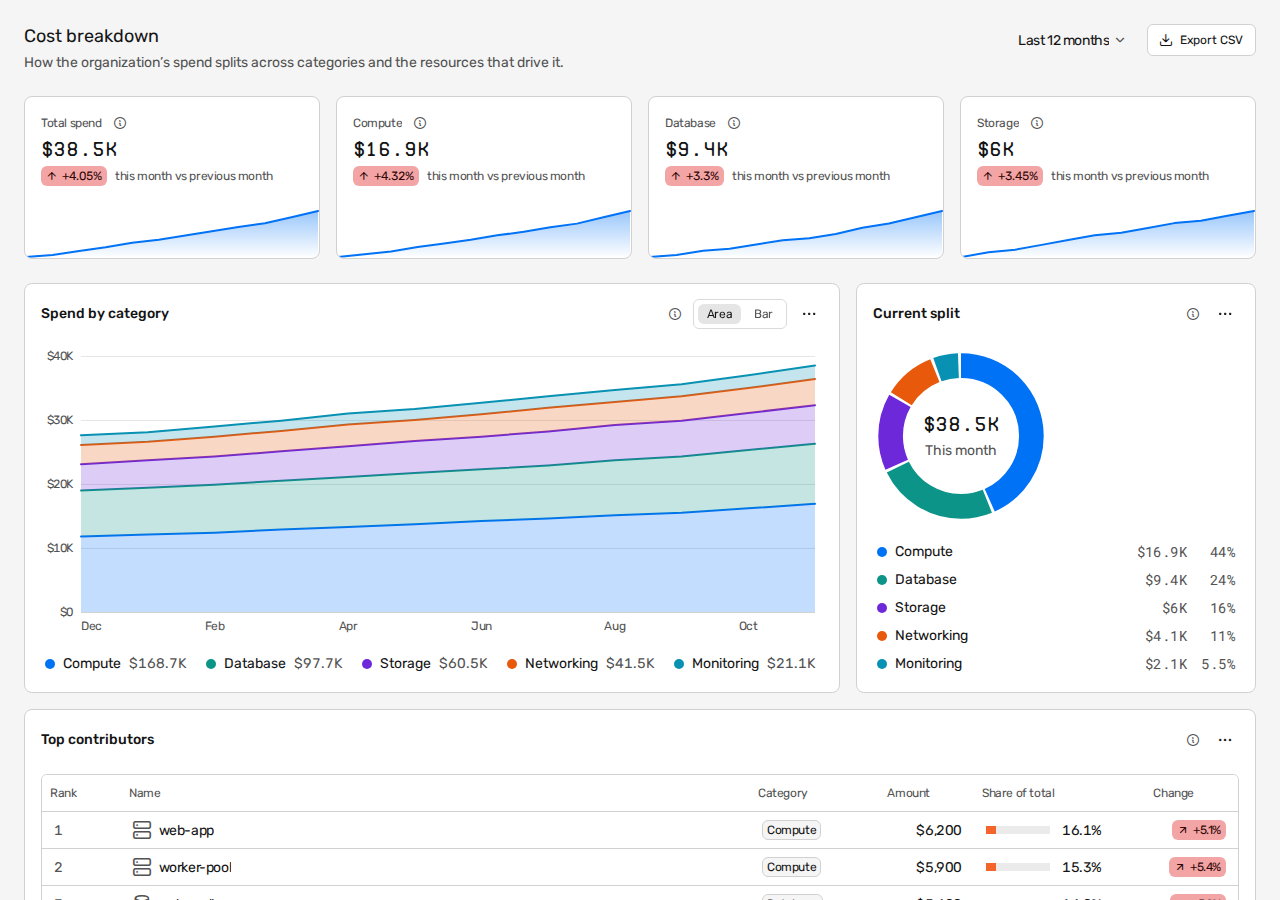 Cost breakdown
How the organization’s spend splits across categories and the resources that drive it.
Last 12 months
Export CSV
Total spend
$38.5K
+4.05% this month vs previous month
Compute
$16.9K
+4.32% this month vs previous month
Database
$9.4K
+3.3% this month vs previous month
Storage
$6K
+3.45% this month vs previous month
Spend by category
Area Bar
$40K
$30K
$20K
$10K
$0
Dec Feb Apr Jun Aug Oct
Compute $168.7K Database $97.7K Storage $60.5K Networking $41.5K Monitoring $21.1K
Current split
$38.5K
This month
Compute $16.9K 44%
Database $9.4K 24%
Storage $6K 16%
Networking $4.1K 11%
Monitoring $2.1K 5.5%
Top contributors
Rank Name Category Amount Share of total Change
1 web-app Compute $6,200 16.1% +5.1%
2 worker-pool Compute $5,900 15.3% +5.4%